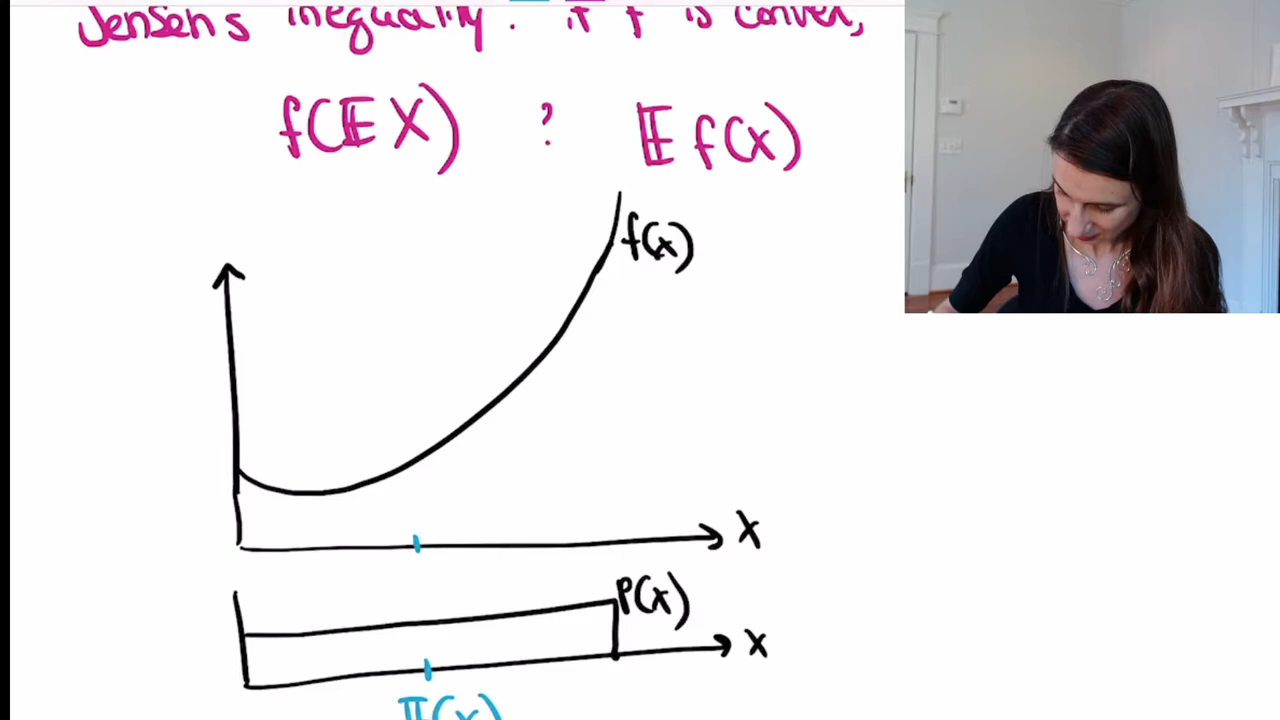 Jensen's inequality: if f is convex,
f(𝔼X) ? 𝔼f(x)
f(x)
X
P(x)
X
𝔼(x)